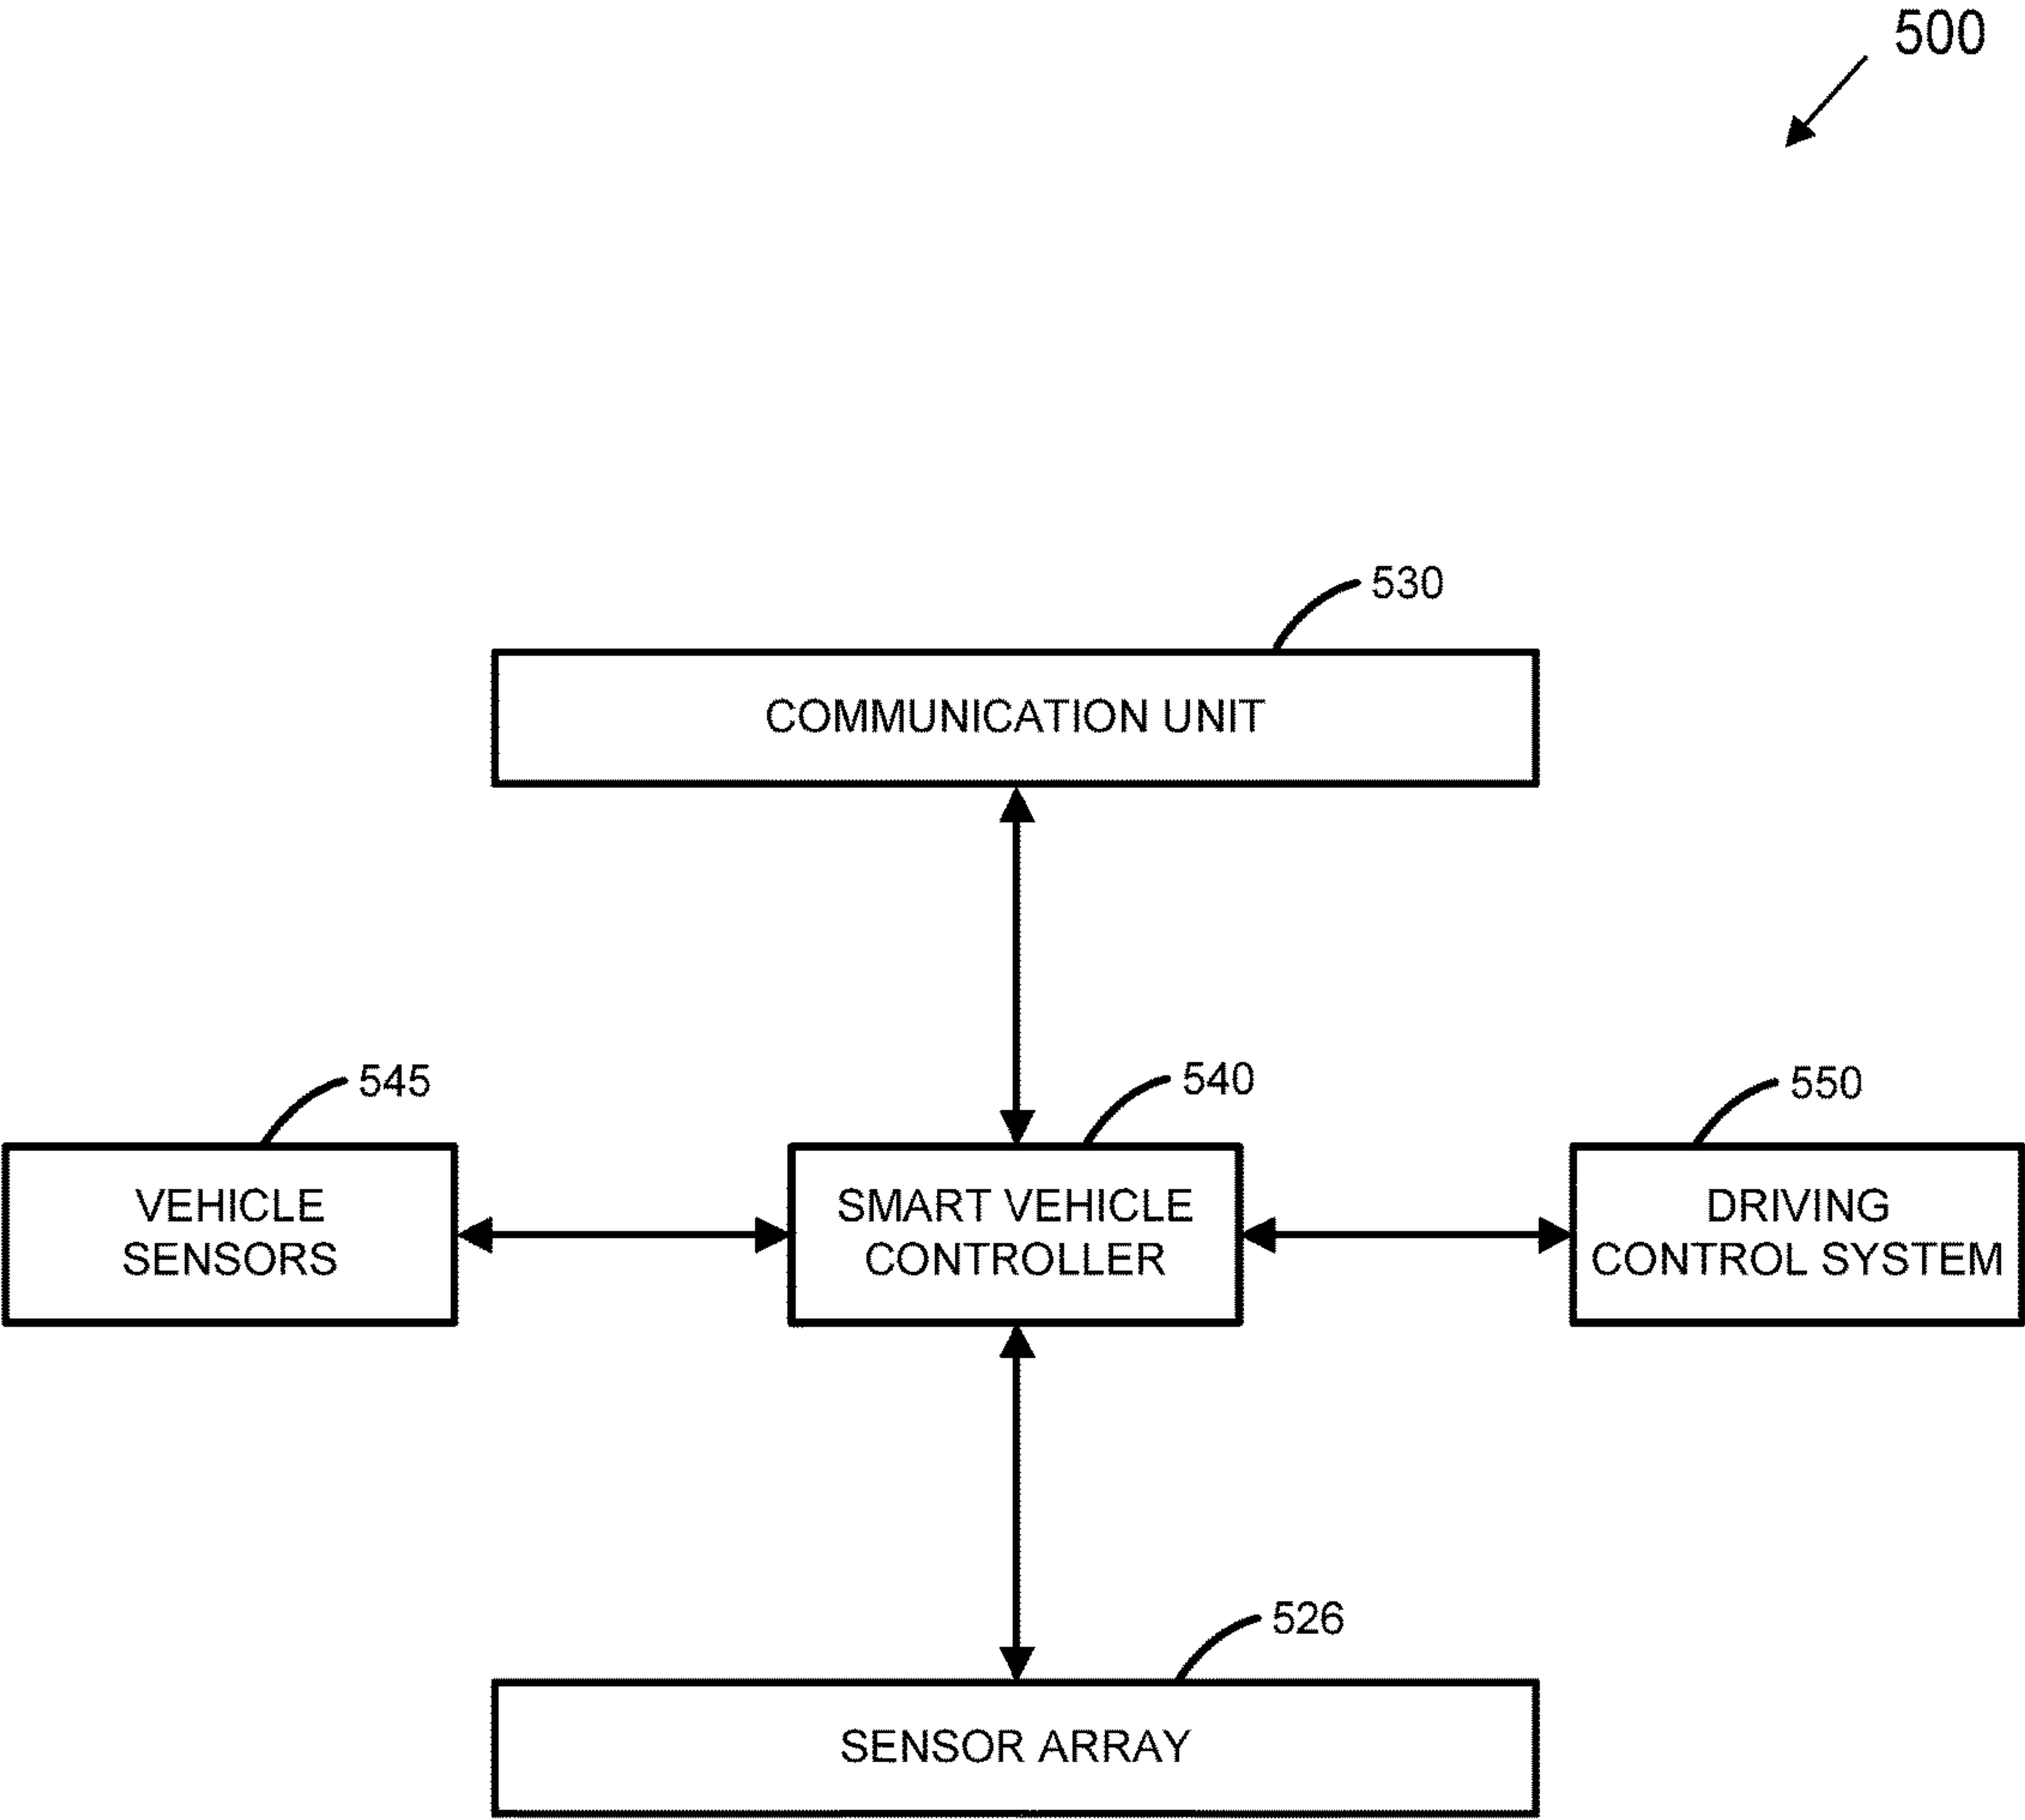 500
530
COMMUNICATION UNIT
545
540
550
VEHICLE
SENSORS
SMART VEHICLE
CONTROLLER
DRIVING
CONTROL SYSTEM
526
SENSOR ARRAY